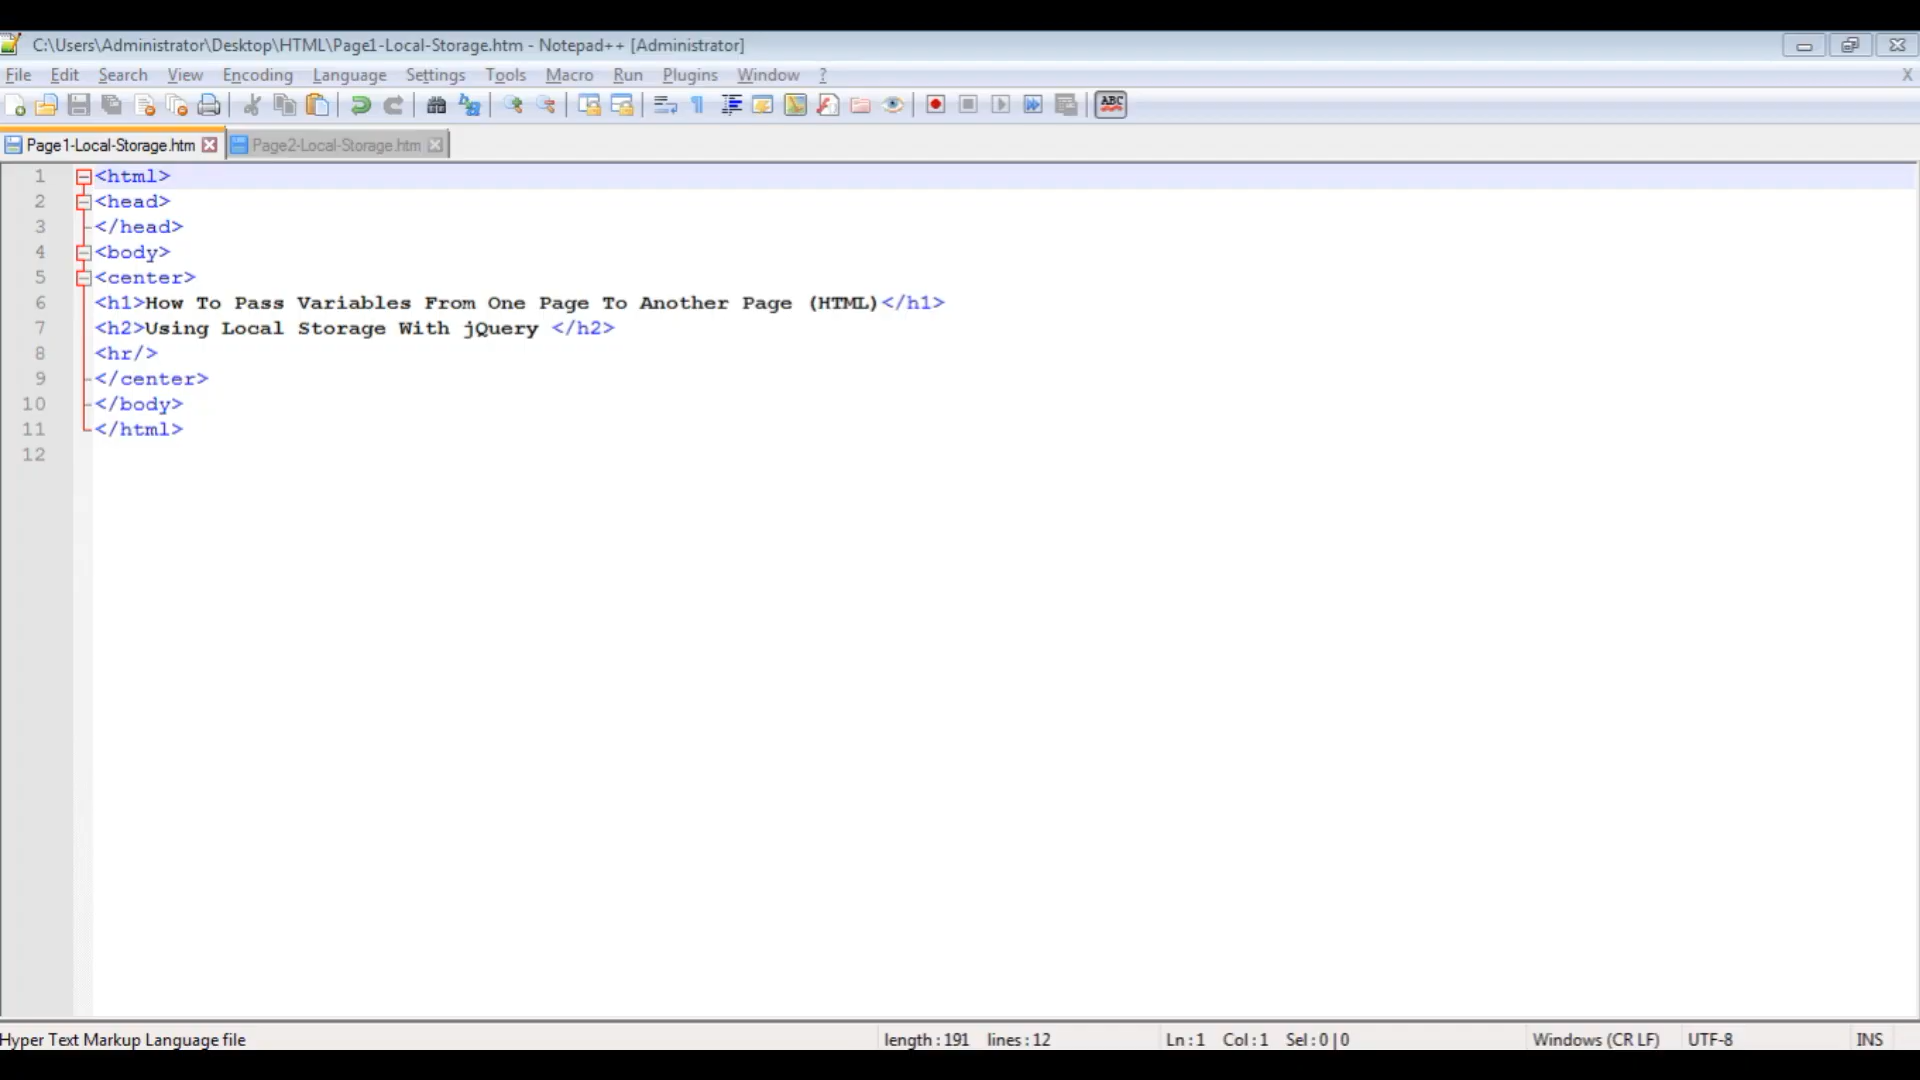 C:\Users\Administrator\Desktop\HTML\Page1-Local-Storage.htm - Notepad++ [Administrator]
File Edit Search View Encoding Language Settings Tools Macro Run Plugins Window ? X
ABC
Page1-Local-Storage.htm Page2-Local-Storage.htm
1 <html>
2 <head>
3 </head>
4 <body>
5 <center>
6 <h1>How To Pass Variables From One Page To Another Page (HTML)</h1>
7 <h2>Using Local Storage With jQuery </h2>
8 <hr/>
9 </center>
10 </body>
11 </html>
12
Hyper Text Markup Language file length : 191 lines : 12 Ln : 1 Col : 1 Sel : 0 | 0 Windows (CR LF) UTF-8 INS